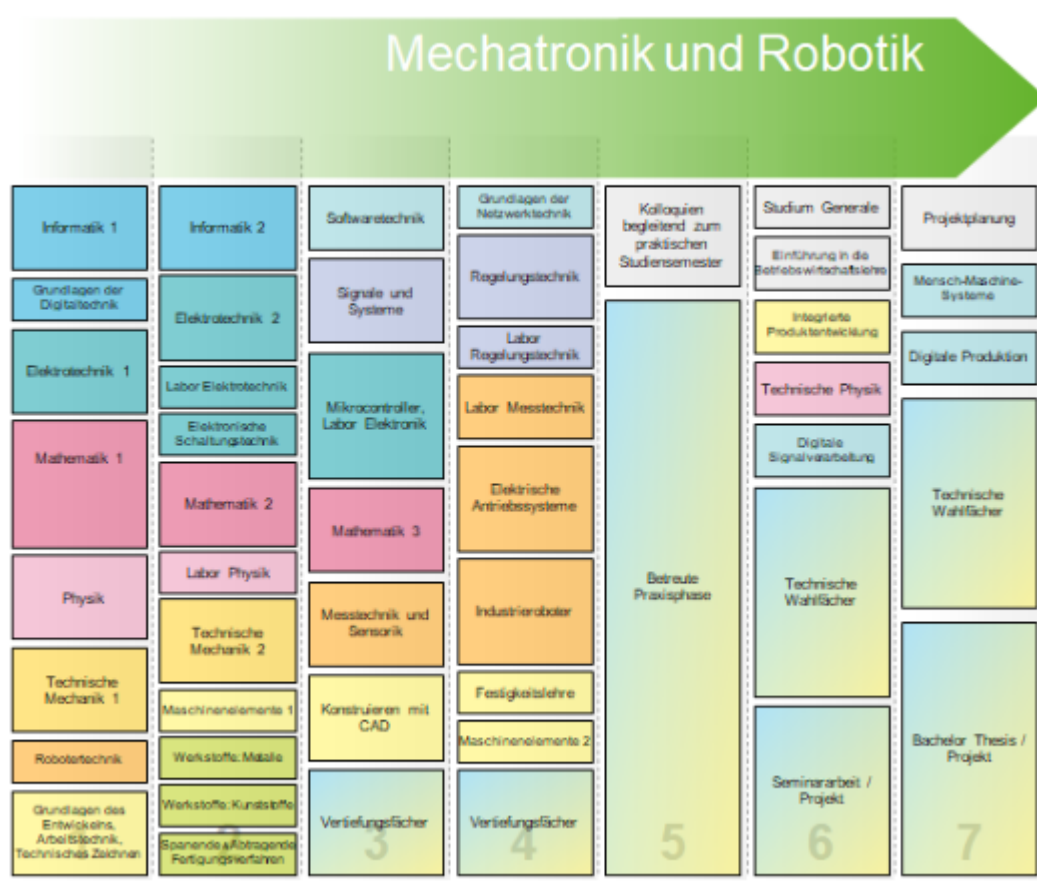 Mechatronik und Robotik
Informatik 1
Grundlagen der
Digitaltechnik
Elektrotechnik 1
Mathematik 1
Physik
Technische
Mechanik 1
Robotertechnik
Grundlagen des
Entwickelns,
Arbeitstechnik,
Technisches Zeichnen
Informatik 2
Elektrotechnik 2
Labor Elektrotechnik
Elektronische
Schaltungstechnik
Mathematik 2
Labor Physik
Technische
Mechanik 2
Maschinenelemente 1
Werkstoffe: Metalle
Werkstoffe: Kunststoffe
Spanende & Abtragende
Fertigungsverfahren
2
Softwaretechnik
Signale und
Systeme
Mikrocontroller,
Labor Elektronik
Mathematik 3
Messtechnik und
Sensorik
Konstruieren mit
CAD
Vertiefungsfächer
3
Grundlagen der
Netzwerktechnik
Regelungstechnik
Labor
Regelungstechnik
Labor Messtechnik
Elektrische
Antriebssysteme
Industrieroboter
Festigkeitslehre
Maschinenelemente 2
Vertiefungsfächer
4
Kolloquien
begleitend zum
praktischen
Studiensemester
Betreute
Praxisphase
5
Studium Generale
Einführung in die
Betriebswirtschaftslehre
Integrierte
Produktentwicklung
Technische Physik
Digitale
Signalverarbeitung
Technische
Wahlfächer
Seminararbeit /
Projekt
6
Projektplanung
Mensch-Maschine-
Systeme
Digitale Produktion
Technische
Wahlfächer
Bachelor Thesis /
Projekt
7